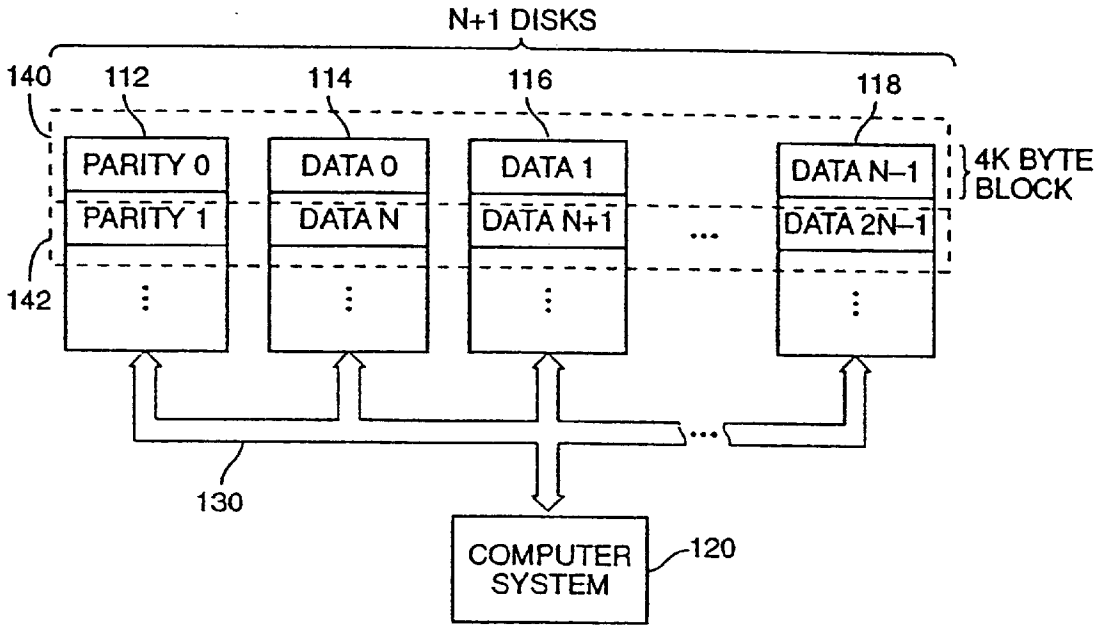 N+1 DISKS
140
112
114
116
118
PARITY 0
DATA 0
DATA 1
DATA N–1
4K BYTE
BLOCK
PARITY 1
DATA N
DATA N+1
...
DATA 2N–1
142
⋮
⋮
⋮
⋮
...
130
COMPUTER
SYSTEM
120